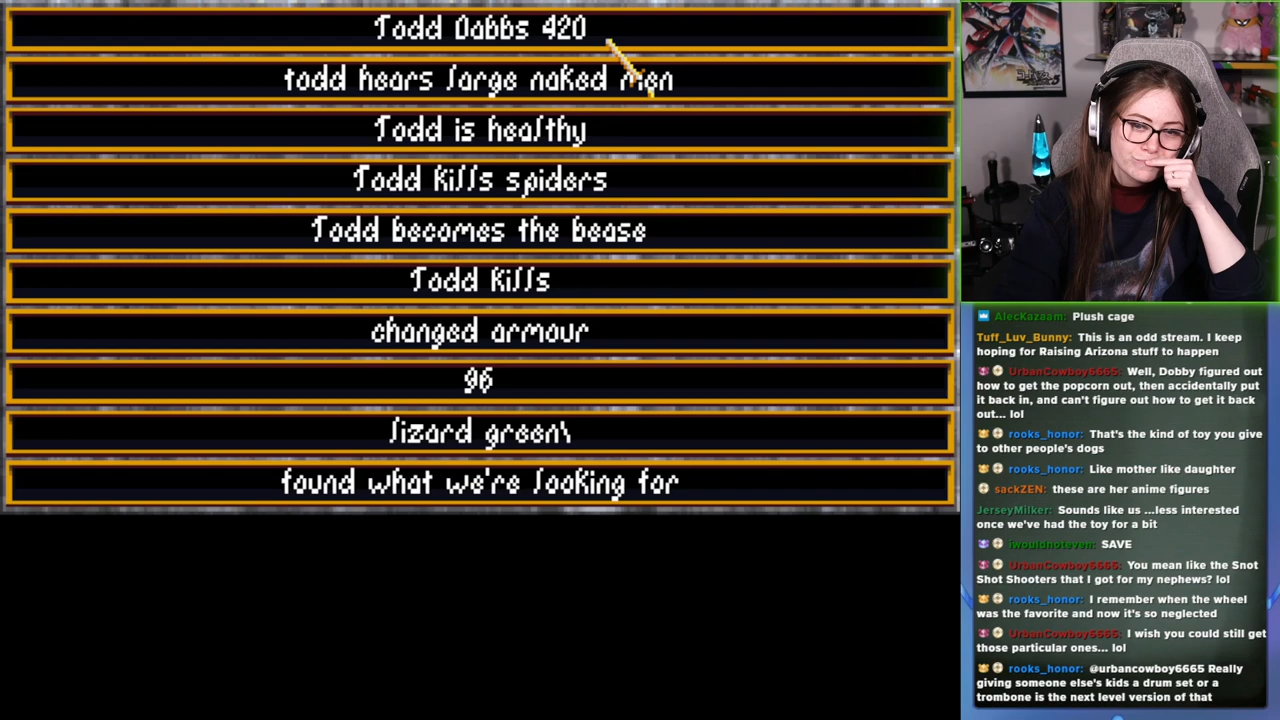 Todd Dabbs 420
todd hears large naked men
Todd is healthy
Todd kills spiders
Todd becomes the bease
Todd kills
changed armour
96
lizard green\
found what we're looking for
AlecKazaam: Plush cage
Tuff_Luv_Bunny: This is an odd stream. I keep
hoping for Raising Arizona stuff to happen
UrbanCowboy6665: Well, Dobby figured out
how to get the popcorn out, then accidentally put
it back in, and can't figure out how to get it back
out... lol
rooks_honor: That's the kind of toy you give
to other people's dogs
rooks_honor: Like mother like daughter
sackZEN: these are her anime figures
JerseyMilker: Sounds like us ...less interested
once we've had the toy for a bit
iwouldnoteven: SAVE
UrbanCowboy6665: You mean like the Snot
Shot Shooters that I got for my nephews? lol
rooks_honor: I remember when the wheel
was the favorite and now it's so neglected
UrbanCowboy6665: I wish you could still get
those particular ones... lol
rooks_honor: @urbancowboy6665 Really
giving someone else's kids a drum set or a
trombone is the next level version of that